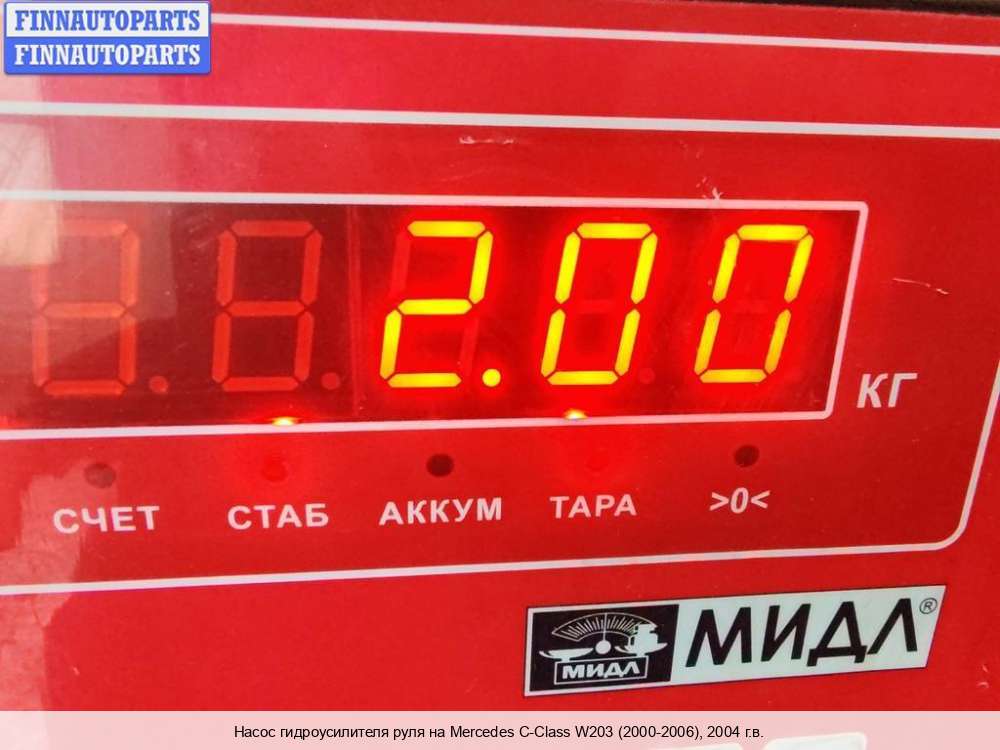 FINNAUTOPARTS
FINNAUTOPARTS
2.00
КГ
СЧЕТ СТАБ АККУМ ТАРА >0<
МИДЛ МИДЛ®
Насос гидроусилителя руля на Mercedes C-Class W203 (2000-2006), 2004 г.в.